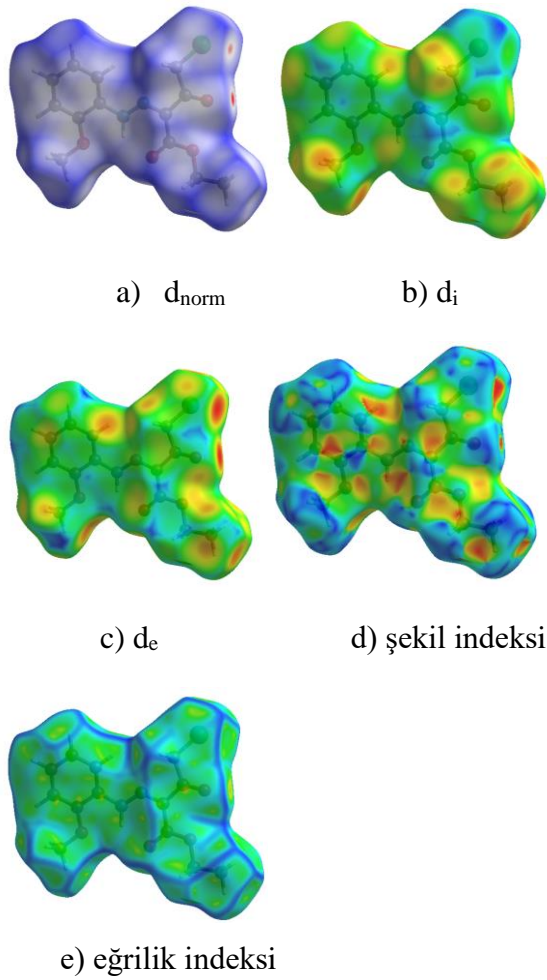 a) dnorm
b) di
c) de
d) şekil indeksi
e) eğrilik indeksi